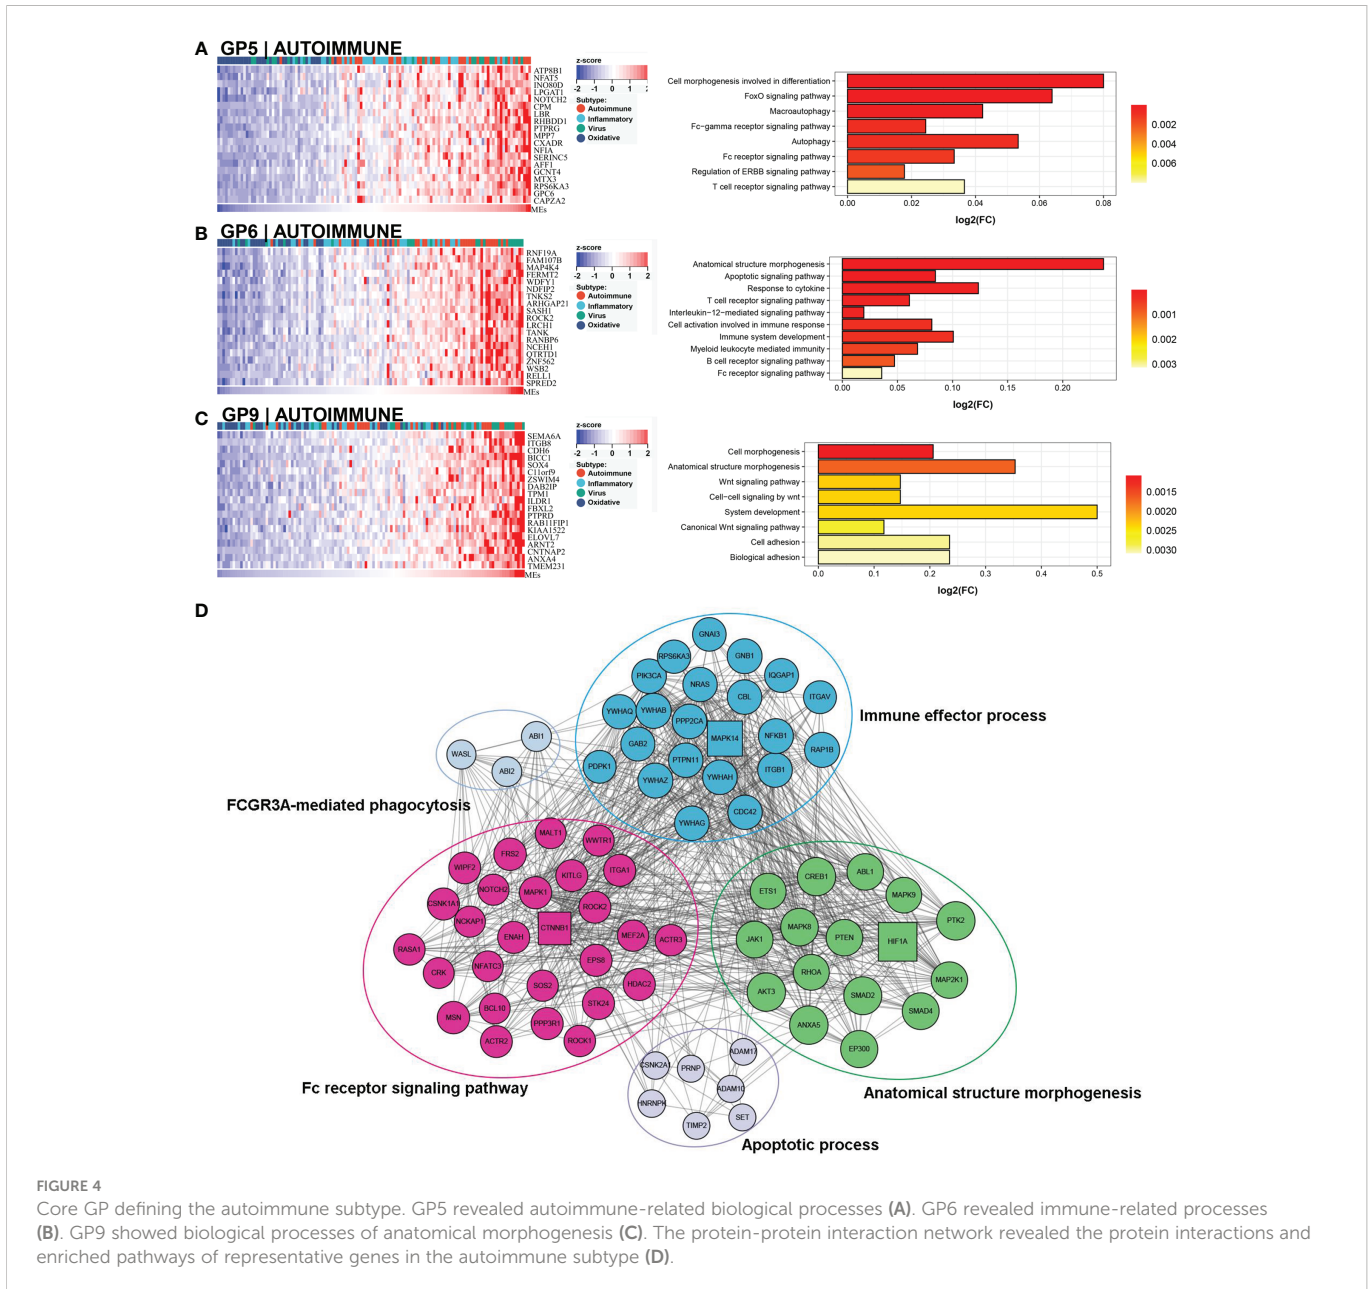 A GP5 | AUTOIMMUNE
ATP8B1
NFAT5
INO80D
LPGAT1
NOTCH2
CPM
LBR
RHBDD1
PTPRG
MPP7
CXADR
NFIA
SERINC5
AFF1
GCNT4
MTX3
RPS6KA3
GPC6
CAPZA2
MEs
z-score
-2 -1 0 1 2
Subtype:
Autoimmune
Inflammatory
Virus
Oxidative
Cell morphogenesis involved in differentiation
FoxO signaling pathway
Macroautophagy
Fc-gamma receptor signaling pathway
Autophagy
Fc receptor signaling pathway
Regulation of ERBB signaling pathway
T cell receptor signaling pathway
0.00 0.02 0.04 0.06 0.08
log2(FC)
0.002
0.004
0.006
B GP6 | AUTOIMMUNE
RNF19A
FAM107B
MAP4K4
FERMT2
WDFY1
NDFIP2
TNKS2
ARHGAP21
SASH1
ROCK2
LRCH1
TANK
RANBP6
NCEH1
QTRTD1
ZNF562
WSB2
RELL1
SPRED2
MEs
z-score
-2 -1 0 1 2
Subtype:
Autoimmune
Inflammatory
Virus
Oxidative
Anatomical structure morphogenesis
Apoptotic signaling pathway
Response to cytokine
T cell receptor signaling pathway
Interleukin-12-mediated signaling pathway
Cell activation involved in immune response
Immune system development
Myeloid leukocyte mediated immunity
B cell receptor signaling pathway
Fc receptor signaling pathway
0.00 0.05 0.10 0.15 0.20
log2(FC)
0.001
0.002
0.003
C GP9 | AUTOIMMUNE
SEMA6A
ITGB8
CDH6
BICC1
SOX4
C11orf9
ZSWIM4
DAB2IP
TPM1
ILDR1
FBXL2
PTPRD
RAB11FIP1
KIAA1522
ELOVL7
ARNT2
CNTNAP2
ANXA4
TMEM231
MEs
z-score
-2 -1 0 1 2
Subtype:
Autoimmune
Inflammatory
Virus
Oxidative
Cell morphogenesis
Anatomical structure morphogenesis
Wnt signaling pathway
Cell-cell signaling by wnt
System development
Canonical Wnt signaling pathway
Cell adhesion
Biological adhesion
0.0 0.1 0.2 0.3 0.4 0.5
log2(FC)
0.0015
0.0020
0.0025
0.0030
D
GNAI3
RPS6KA3
GNB1
PIK3CA
NRAS
IQGAP1
CBL
ITGAV
YWHAQ
YWHAB
PPP2CA
MAPK14
NFKB1
GAB2
RAP1B
PTPN11
PDPK1
YWHAZ
YWHAH
ITGB1
CDC42
YWHAG
Immune effector process
ABI1
WASL
ABI2
FCGR3A-mediated phagocytosis
MALT1
WWTR1
FRS2
WIPF2
KITLG
ITGA1
NOTCH2
MAPK1
CSNK1A1
ROCK2
NCKAP1
CTNNB1
ENAH
MEF2A
ACTR3
RASA1
EPS8
CRK
NFATC3
SOS2
HDAC2
BCL10
STK24
MSN
PPP3R1
ACTR2
ROCK1
Fc receptor signaling pathway
CREB1
ABL1
ETS1
MAPK9
PTK2
MAPK8
JAK1
PTEN
HIF1A
RHOA
MAP2K1
AKT3
SMAD2
SMAD4
ANXA5
EP300
Anatomical structure morphogenesis
ADAM17
CSNK2A1
PRNP
ADAM10
HNRNPK
SET
TIMP2
Apoptotic process
FIGURE 4
Core GP defining the autoimmune subtype. GP5 revealed autoimmune-related biological processes (A). GP6 revealed immune-related processes
(B). GP9 showed biological processes of anatomical morphogenesis (C). The protein-protein interaction network revealed the protein interactions and
enriched pathways of representative genes in the autoimmune subtype (D).